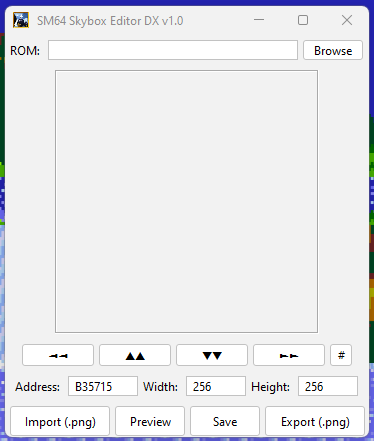 SM64 Skybox Editor DX v1.0
ROM: Browse
◄◄ ▲▲ ▼▼ ►► #
Address: B35715 Width: 256 Height: 256
Import (.png) Preview Save Export (.png)